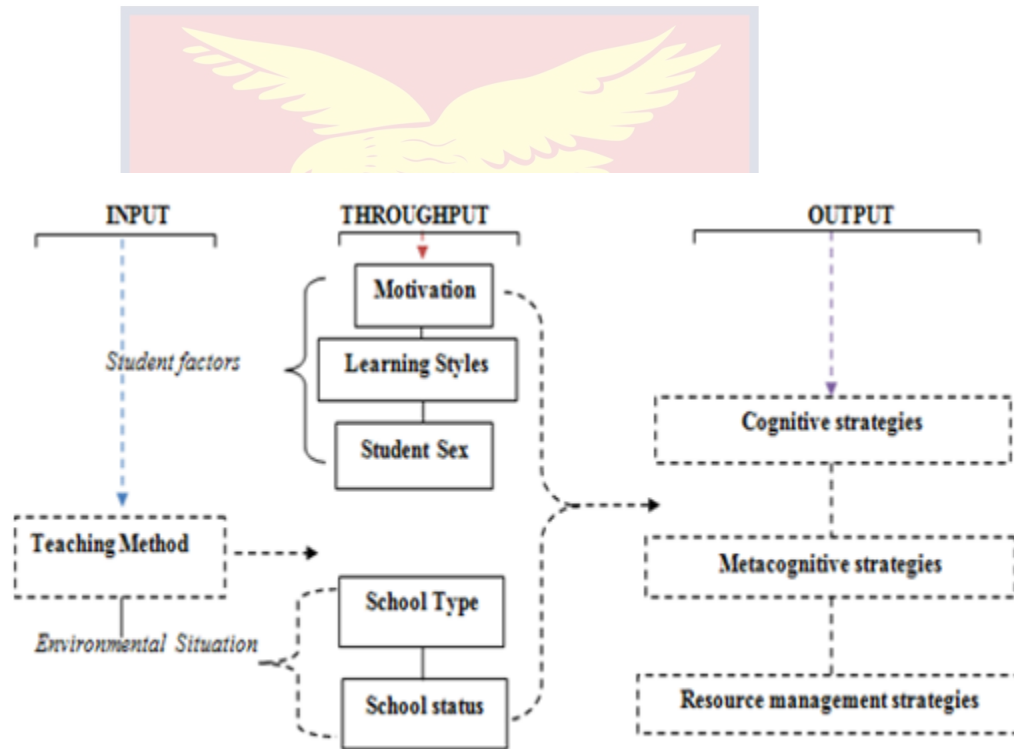 INPUT
THROUGHPUT
OUTPUT
Motivation
Student factors
Learning Styles
Student Sex
Cognitive strategies
Teaching Method
Metacognitive strategies
School Type
Environmental Situation
School status
Resource management strategies